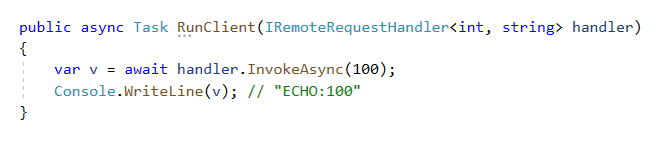 public async Task RunClient(IRemoteRequestHandler<int, string> handler)
{
    var v = await handler.InvokeAsync(100);
    Console.WriteLine(v); // "ECHO:100"
}